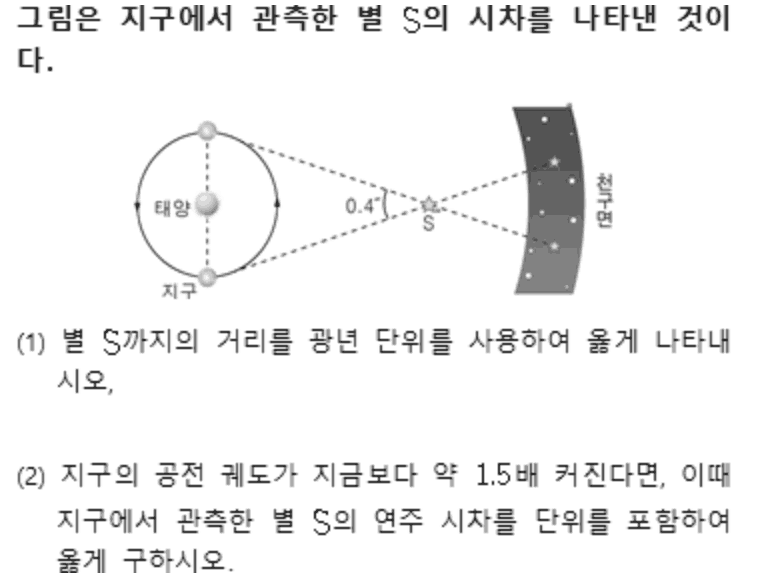 그림은 지구에서 관측한 별 S의 시차를 나타낸 것이
다.
태양
0.4″
S
천구면
지구
(1) 별 S까지의 거리를 광년 단위를 사용하여 옳게 나타내
시오,
(2) 지구의 공전 궤도가 지금보다 약 1.5배 커진다면, 이때
지구에서 관측한 별 S의 연주 시차를 단위를 포함하여
옳게 구하시오.